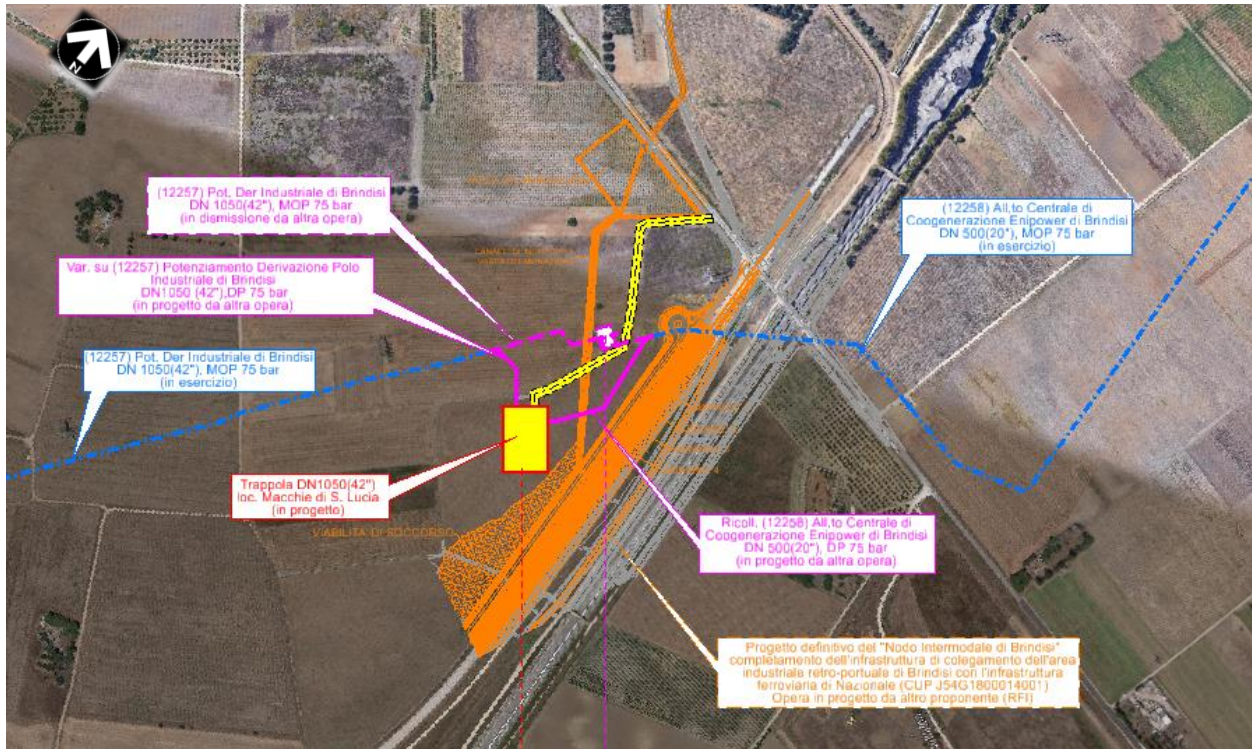 N
(12257) Pot. Der Industriale di Brindisi
DN 1050(42"), MOP 75 bar
(in dismissione da altra opera)
Var. su (12257) Potenziamento Derivazione Polo
Industriale di Brindisi
DN1050 (42"),DP 75 bar
(in progetto da altra opera)
(12257) Pot. Der Industriale di Brindisi
DN 1050(42"), MOP 75 bar
(in esercizio)
(12258) All,to Centrale di
Coogenerazione Enipower di Brindisi
DN 500(20"), MOP 75 bar
(in esercizio)
Trappola DN1050(42")
loc. Macchie di S. Lucia
(in progetto)
VIABILITA DI SOCCORSO
Ricoll. (12258) All,to Centrale di
Coogenerazione Enipower di Brindisi
DN 500(20"), DP 75 bar
(in progetto da altra opera)
Progetto definitivo del "Nodo Intermodale di Brindisi"
completamento dell'infrastruttura di colegamento dell'area
industriale retro-portuale di Brindisi con l'infrastruttura
ferroviaria di Nazionale (CUP J54G1800014001)
Opera in progetto da altro proponente (RFI)